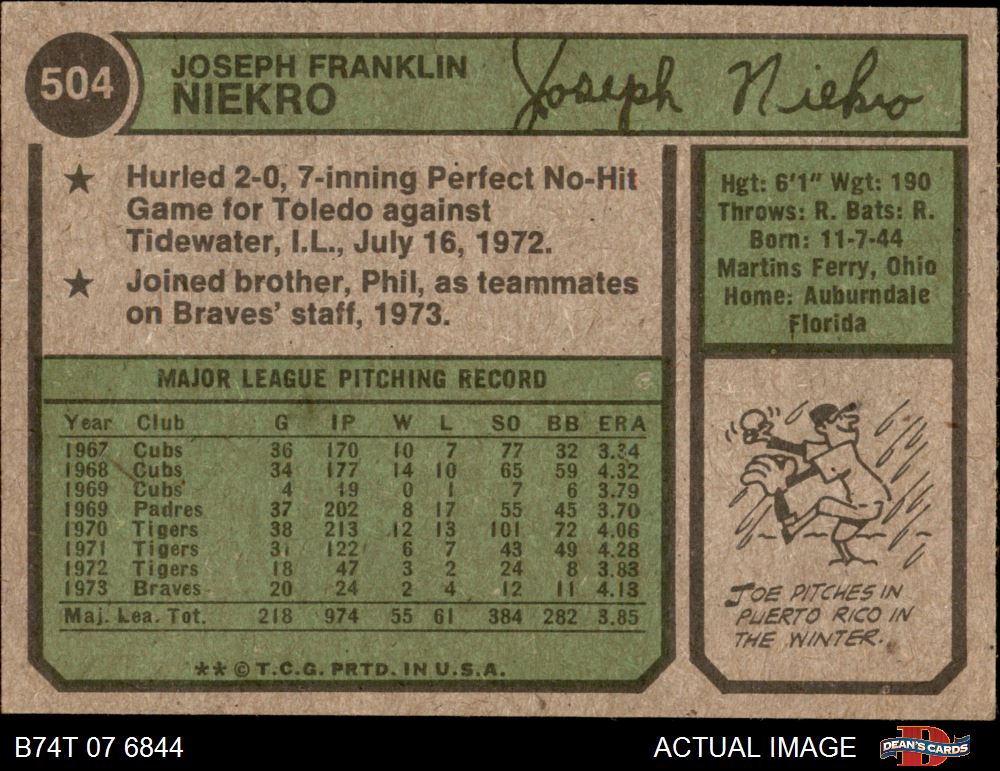 504
JOSEPH FRANKLIN
NIEKRO
Joseph Niekro
★ Hurled 2-0, 7-inning Perfect No-Hit
Game for Toledo against
Tidewater, I.L., July 16, 1972.
★ Joined brother, Phil, as teammates
on Braves' staff, 1973.
Hgt: 6'1" Wgt: 190
Throws: R. Bats: R.
Born: 11-7-44
Martins Ferry, Ohio
Home: Auburndale
Florida
MAJOR LEAGUE PITCHING RECORD
Year Club G IP W L SO BB ERA
1967 Cubs 36 170 10 7 77 32 3.34
1968 Cubs 34 177 14 10 65 59 4.32
1969 Cubs 4 19 0 1 7 6 3.79
1969 Padres 37 202 8 17 55 45 3.70
1970 Tigers 38 213 12 13 101 72 4.06
1971 Tigers 31 122 6 7 43 49 4.28
1972 Tigers 18 47 3 2 24 8 3.83
1973 Braves 20 24 2 4 12 11 4.13
Maj. Lea. Tot. 218 974 55 61 384 282 3.85
**© T.C.G. PRTD. IN U.S.A.
JOE PITCHES IN
PUERTO RICO IN
THE WINTER.
B74T 07 6844
ACTUAL IMAGE
DEAN'S CARDS